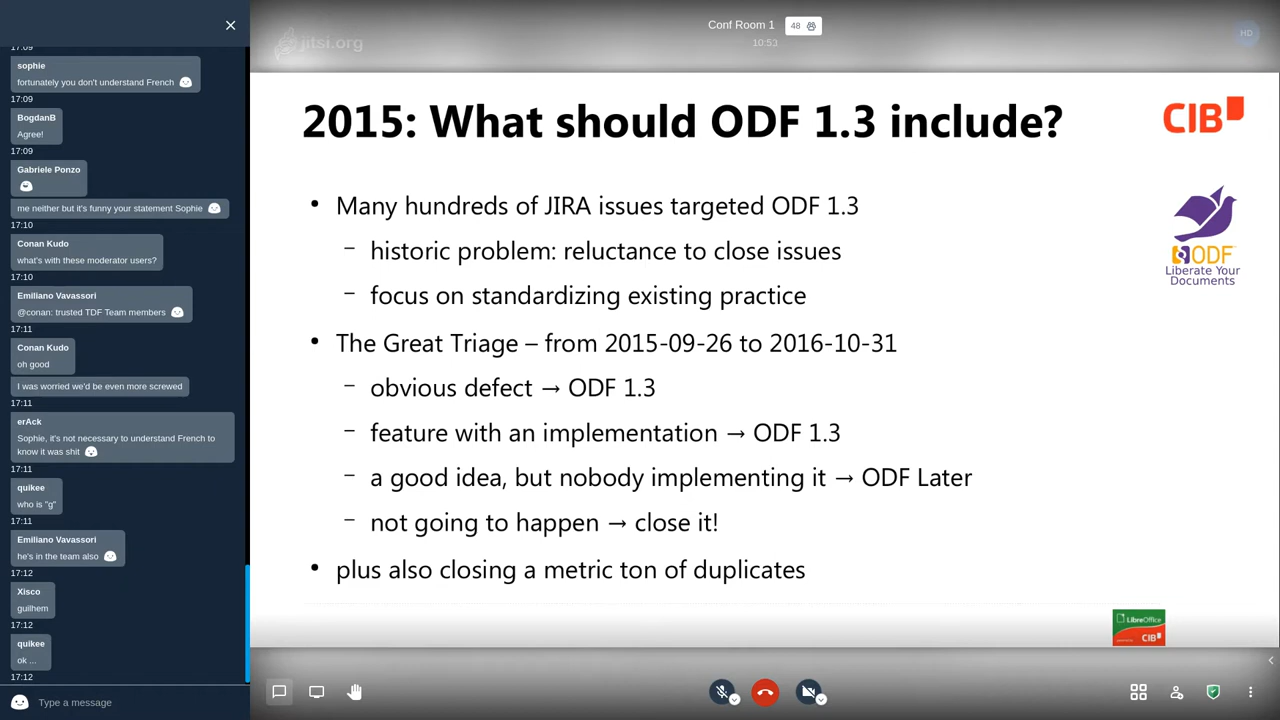 17:09
sophie
fortunately you don't understand French
17:09
BogdanB
Agree!
17:09
Gabriele Ponzo
me neither but it's funny your statement Sophie
17:10
Conan Kudo
what's with these moderator users?
17:10
Emiliano Vavassori
@conan: trusted TDF Team members
17:11
Conan Kudo
oh good
I was worried we'd be even more screwed
17:11
erAck
Sophie, it's not necessary to understand French to
know it was shit
17:11
quikee
who is "g"
17:11
Emiliano Vavassori
he's in the team also
17:12
Xisco
guilhem
17:12
quikee
ok ...
17:12
Type a message
jitsi.org
Conf Room 1
48
10:53
HD
2015: What should ODF 1.3 include?
CIB
• Many hundreds of JIRA issues targeted ODF 1.3
– historic problem: reluctance to close issues
– focus on standardizing existing practice
• The Great Triage – from 2015-09-26 to 2016-10-31
– obvious defect → ODF 1.3
– feature with an implementation → ODF 1.3
– a good idea, but nobody implementing it → ODF Later
– not going to happen → close it!
• plus also closing a metric ton of duplicates
ODF
Liberate Your
Documents
LibreOffice
CIB